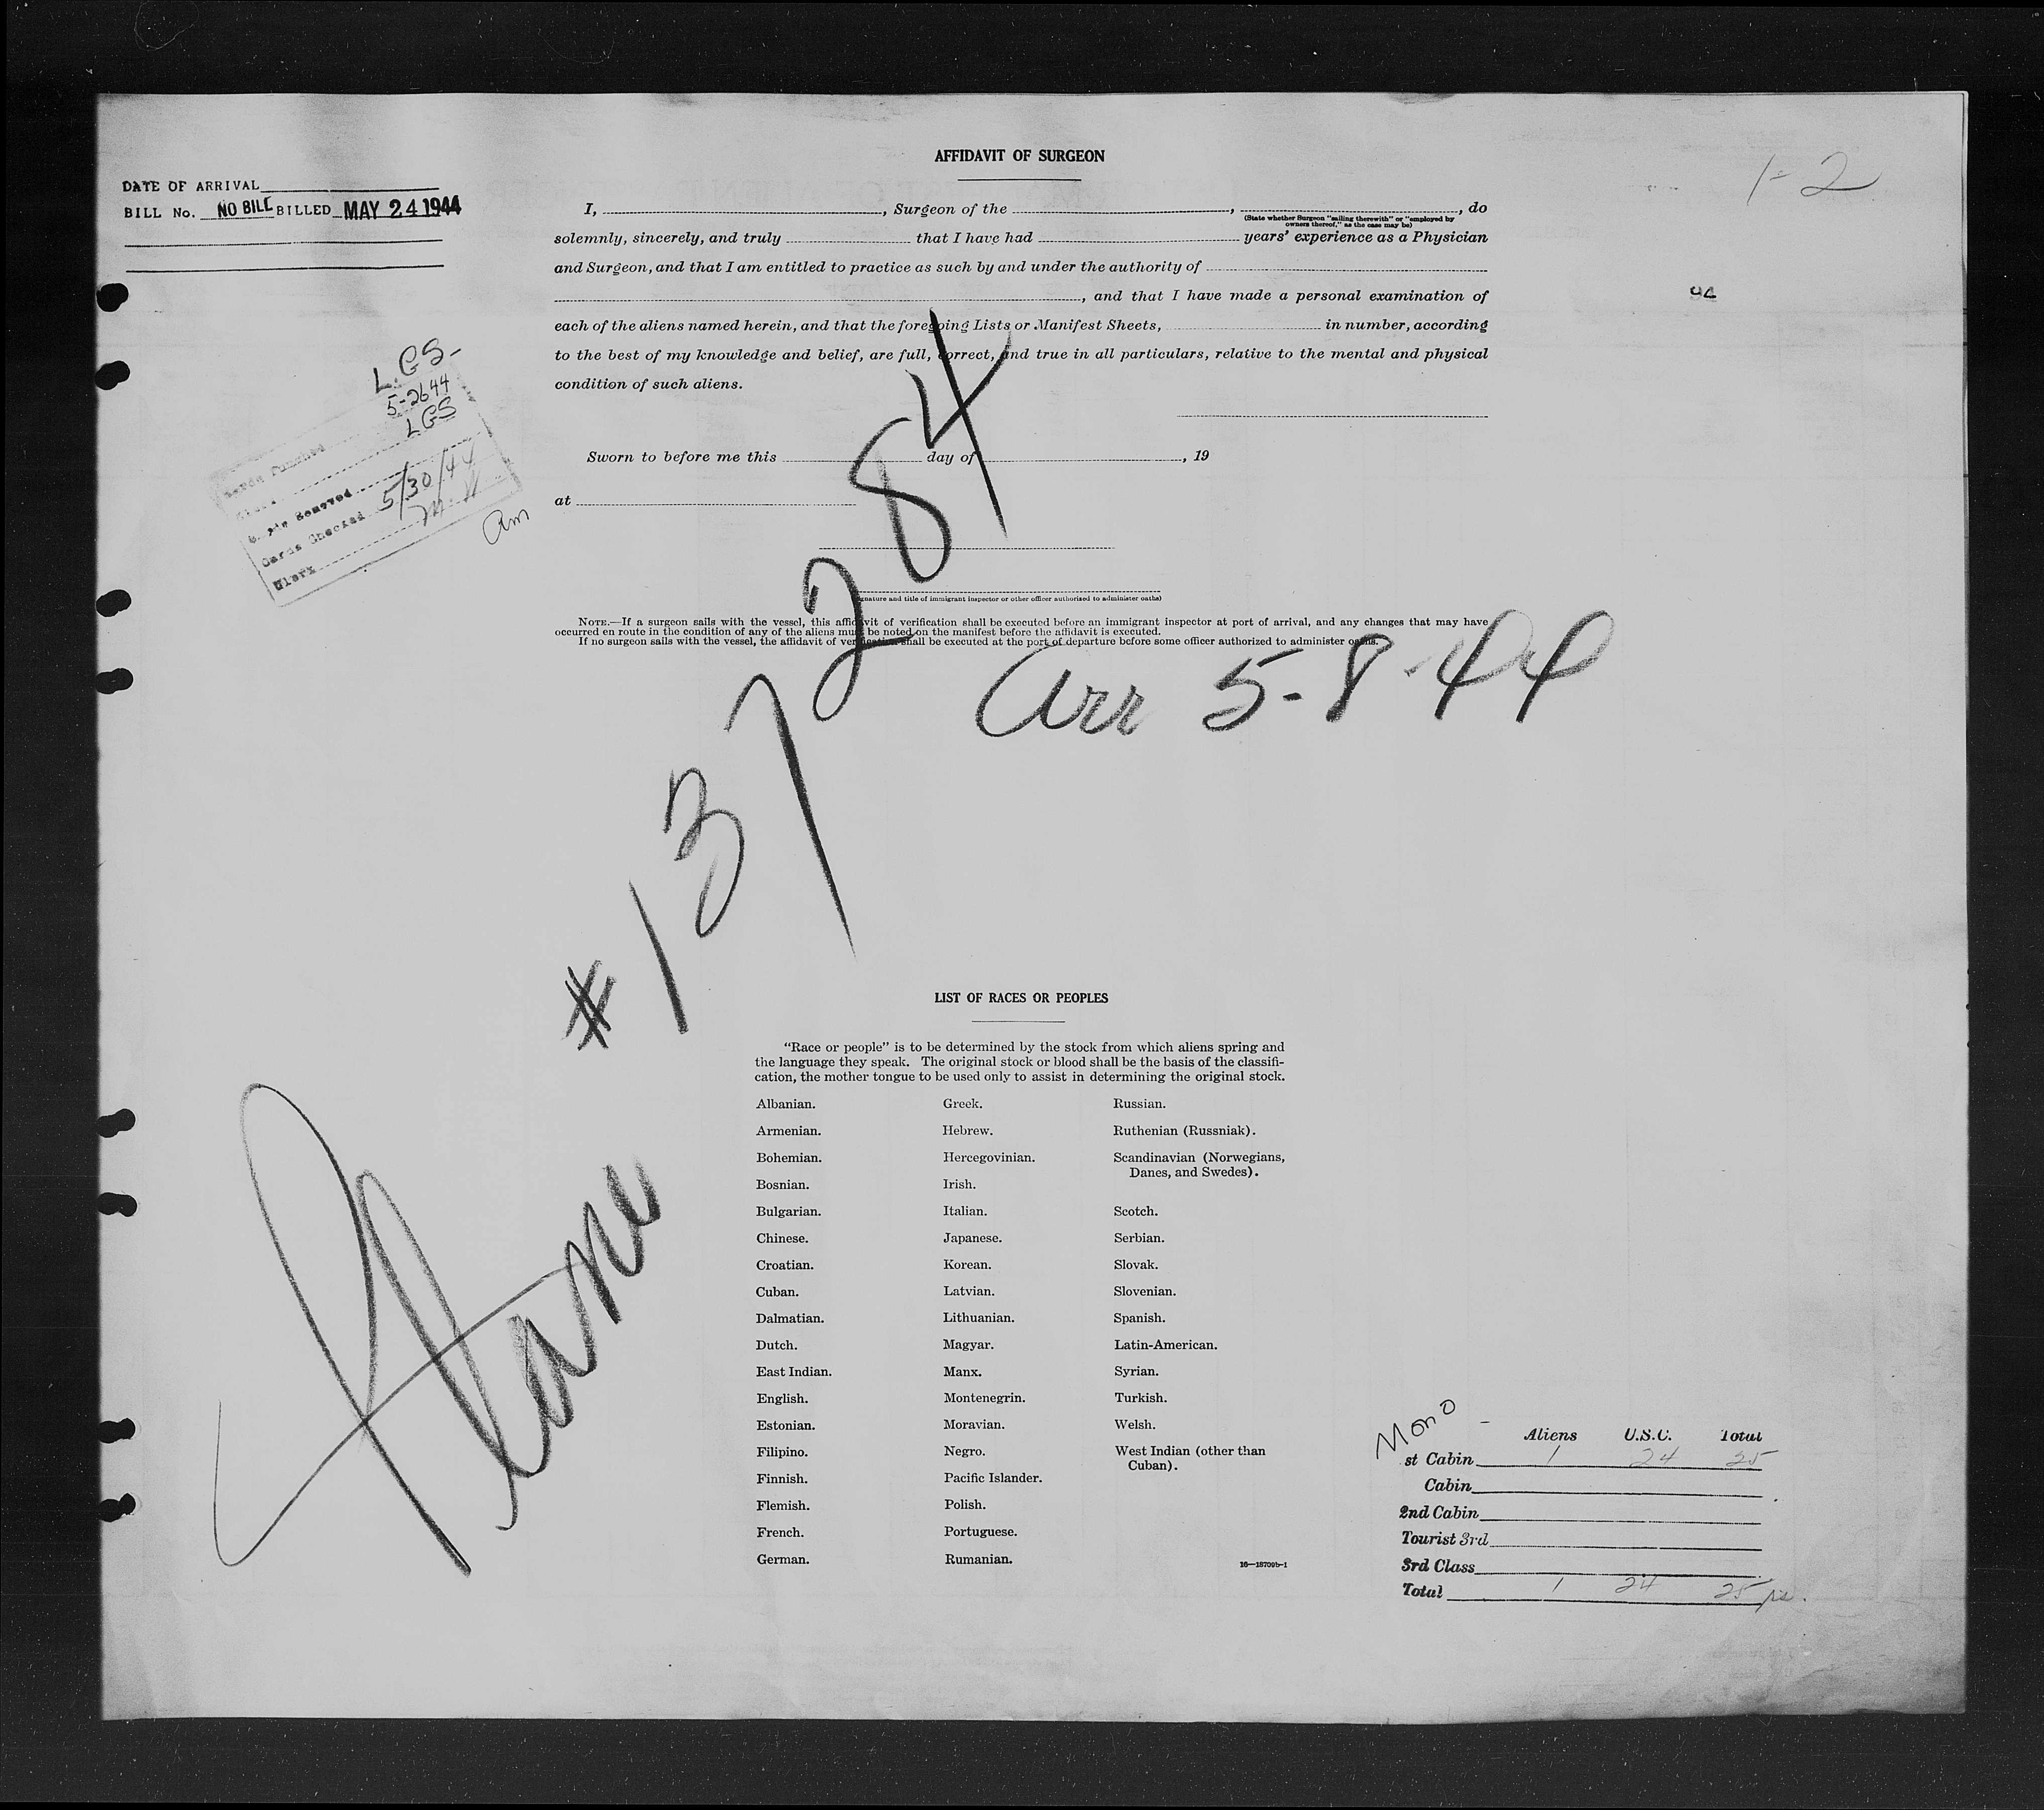 AFFIDAVIT OF SURGEON
1-2
DATE OF ARRIVAL
BILL No. NO BILL BILLED MAY 24 1944
I, , Surgeon of the , , do
(State whether Surgeon "sailing therewith" or "employed by
owners thereof," as the case may be)
solemnly, sincerely, and truly that I have had years' experience as a Physician
and Surgeon, and that I am entitled to practice as such by and under the authority of
, and that I have made a personal examination of
94
each of the aliens named herein, and that the foregoing Lists or Manifest Sheets, in number, according
to the best of my knowledge and belief, are full, correct, and true in all particulars, relative to the mental and physical
condition of such aliens.
L.GS-
5-2644
LGS
Cards Checked 5/30/44
Clerk
am
Sworn to before me this day of , 19
at
signature and title of immigrant inspector or other officer authorized to administer oaths)
NOTE.—If a surgeon sails with the vessel, this affidavit of verification shall be executed before an immigrant inspector at port of arrival, and any changes that may have
occurred en route in the condition of any of the aliens must be noted on the manifest before the affidavit is executed.
If no surgeon sails with the vessel, the affidavit of verification shall be executed at the port of departure before some officer authorized to administer oaths.
#137284
arr 5-8-44
Plane
LIST OF RACES OR PEOPLES
"Race or people" is to be determined by the stock from which aliens spring and
the language they speak. The original stock or blood shall be the basis of the classifi-
cation, the mother tongue to be used only to assist in determining the original stock.
Albanian.
Armenian.
Bohemian.
Bosnian.
Bulgarian.
Chinese.
Croatian.
Cuban.
Dalmatian.
Dutch.
East Indian.
English.
Estonian.
Filipino.
Finnish.
Flemish.
French.
German.
Greek.
Hebrew.
Hercegovinian.
Irish.
Italian.
Japanese.
Korean.
Latvian.
Lithuanian.
Magyar.
Manx.
Montenegrin.
Moravian.
Negro.
Pacific Islander.
Polish.
Portuguese.
Rumanian.
Russian.
Ruthenian (Russniak).
Scandinavian (Norwegians,
Danes, and Swedes).
Scotch.
Serbian.
Slovak.
Slovenian.
Spanish.
Latin-American.
Syrian.
Turkish.
Welsh.
West Indian (other than
Cuban).
16—18709b-1
Mono
Aliens U.S.C. Total
st Cabin 1 24 25
Cabin
2nd Cabin
Tourist 3rd
3rd Class
Total 1 24 25